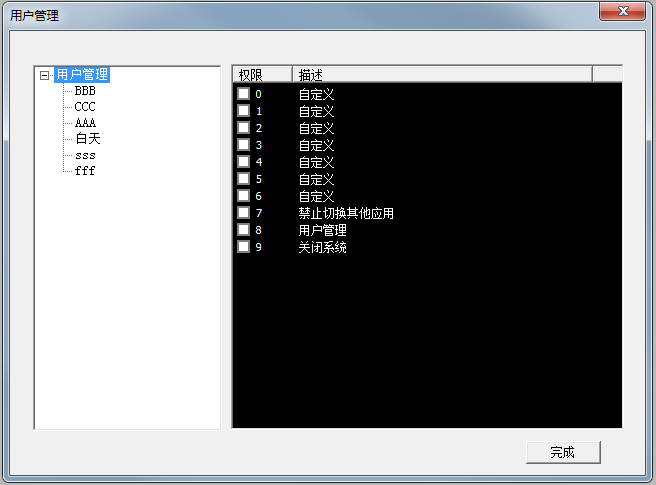 用户管理
用户管理
BBB
CCC
AAA
白天
sss
fff
权限 描述
0 自定义
1 自定义
2 自定义
3 自定义
4 自定义
5 自定义
6 自定义
7 禁止切换其他应用
8 用户管理
9 关闭系统
完成